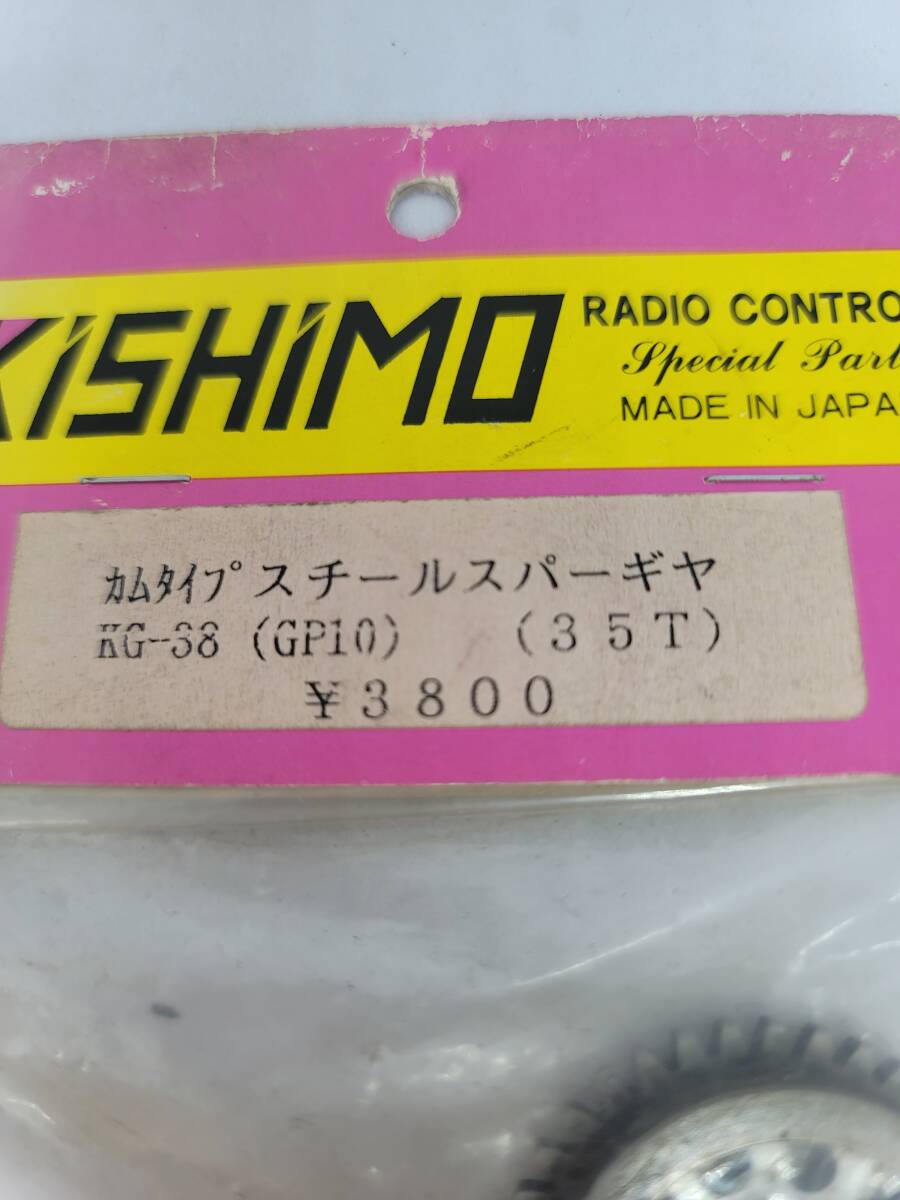 KISHIMO
RADIO CONTRO
Special Part
MADE IN JAPA
ｶﾑﾀｲﾌﾟスチールスパーギヤ
KG-38 (GP10) (35T)
¥3800